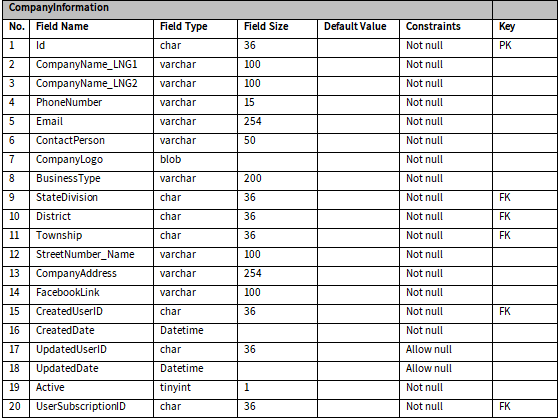 CompanyInformation
No. Field Name Field Type Field Size Default Value Constraints Key
1 Id char 36 Not null PK
2 CompanyName_LNG1 varchar 100 Not null
3 CompanyName_LNG2 varchar 100 Not null
4 PhoneNumber varchar 15 Not null
5 Email varchar 254 Not null
6 ContactPerson varchar 50 Not null
7 CompanyLogo blob Not null
8 BusinessType varchar 200 Not null
9 StateDivision char 36 Not null FK
10 District char 36 Not null FK
11 Township char 36 Not null FK
12 StreetNumber_Name varchar 100 Not null
13 CompanyAddress varchar 254 Not null
14 FacebookLink varchar 100 Not null
15 CreatedUserID char 36 Not null FK
16 CreatedDate Datetime Not null
17 UpdatedUserID char 36 Allow null
18 UpdatedDate Datetime Allow null
19 Active tinyint 1 Not null
20 UserSubscriptionID char 36 Not null FK